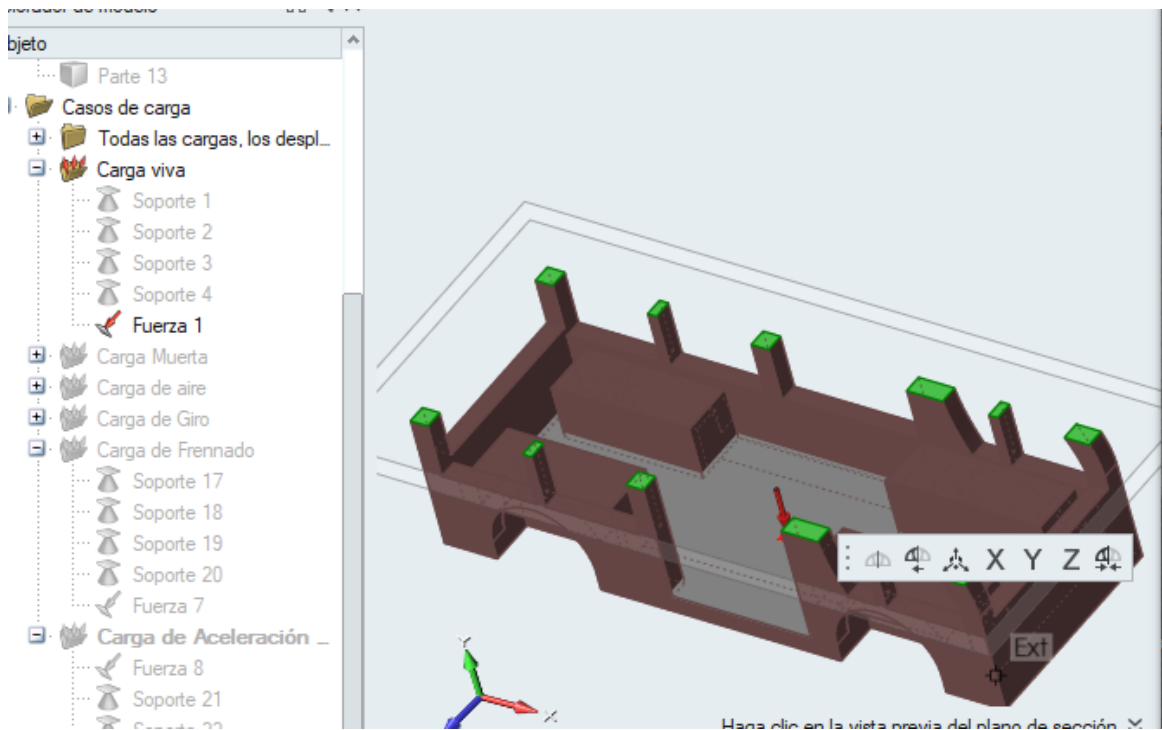 bjeto
Parte 13
Casos de carga
Todas las cargas, los despl...
Carga viva
Soporte 1
Soporte 2
Soporte 3
Soporte 4
Fuerza 1
Carga Muerta
Carga de aire
Carga de Giro
Carga de Frennado
Soporte 17
Soporte 18
Soporte 19
Soporte 20
Fuerza 7
Carga de Aceleración ...
Fuerza 8
Soporte 21
X Y Z
Ext
Y
X
Haga clic en la vista previa del plano de sección